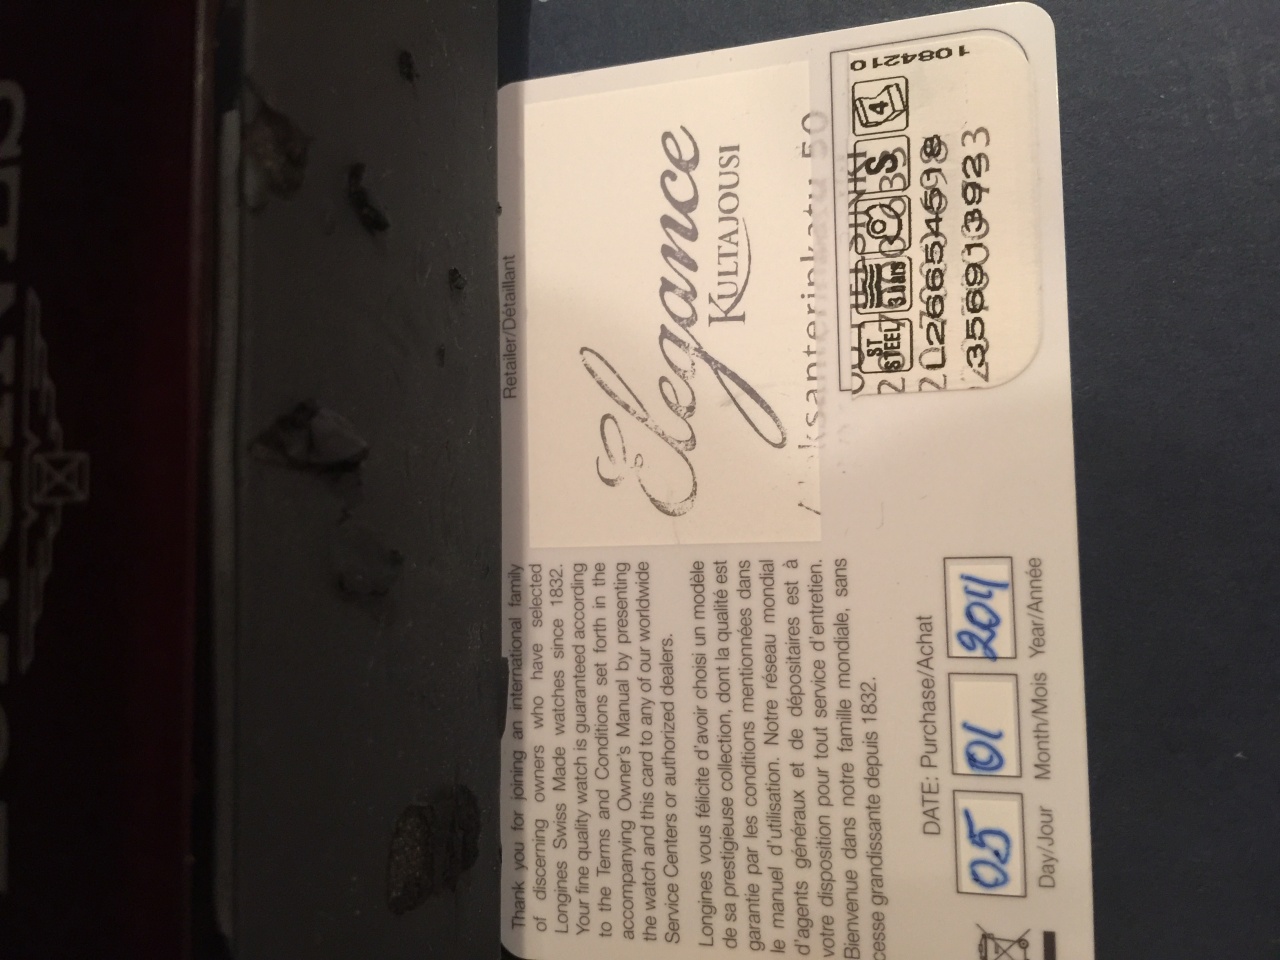 Thank you for joining an international family
of discerning owners who have selected
Longines Swiss Made watches since 1832.
Your fine quality watch is guaranteed according
to the Terms and Conditions set forth in the
accompanying Owner's Manual by presenting
the watch and this card to any of our worldwide
Service Centers or authorized dealers.
Longines vous félicite d'avoir choisi un modèle
de sa prestigieuse collection, dont la qualité est
garantie par les conditions mentionnées dans
le manuel d'utilisation. Notre réseau mondial
d'agents généraux et de dépositaires est à
votre disposition pour tout service d'entretien.
Bienvenue dans notre famille mondiale, sans
cesse grandissante depuis 1832.
DATE: Purchase/Achat
05 01
Day/Jour Month/Mois Year/Année
Retailer/Détaillant
Elegance
KULTAJOUSI
50
ST
STEEL
3 bar
S
4
1084210